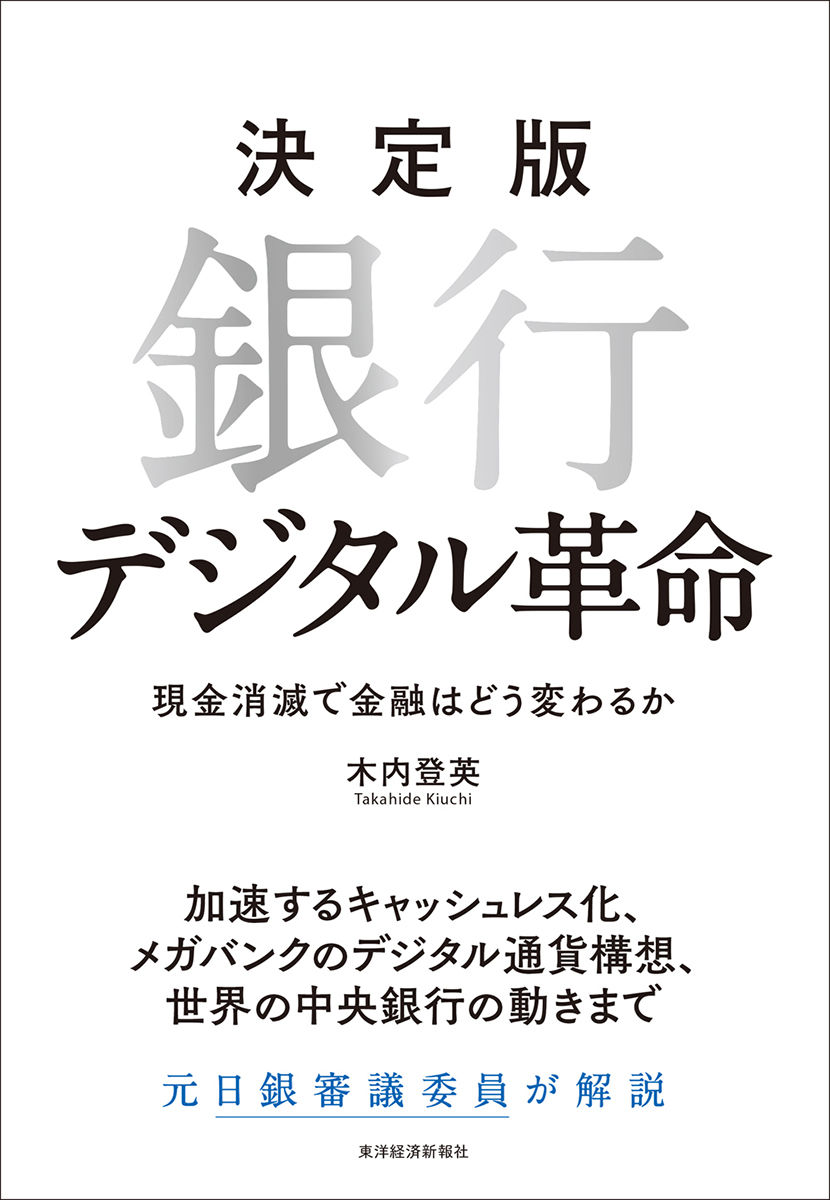 決定版
銀行
デジタル革命
現金消滅で金融はどう変わるか
木内登英
Takahide Kiuchi
加速するキャッシュレス化、
メガバンクのデジタル通貨構想、
世界の中央銀行の動きまで
元日銀審議委員が解説
東洋経済新報社